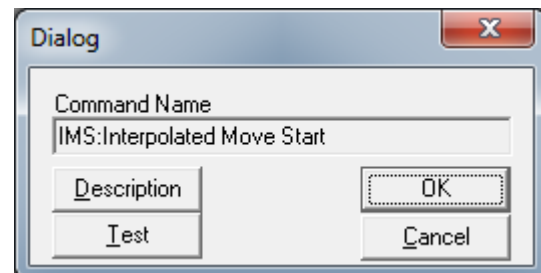 Dialog
Command Name
IMS:Interpolated Move Start
Description
OK
Test
Cancel